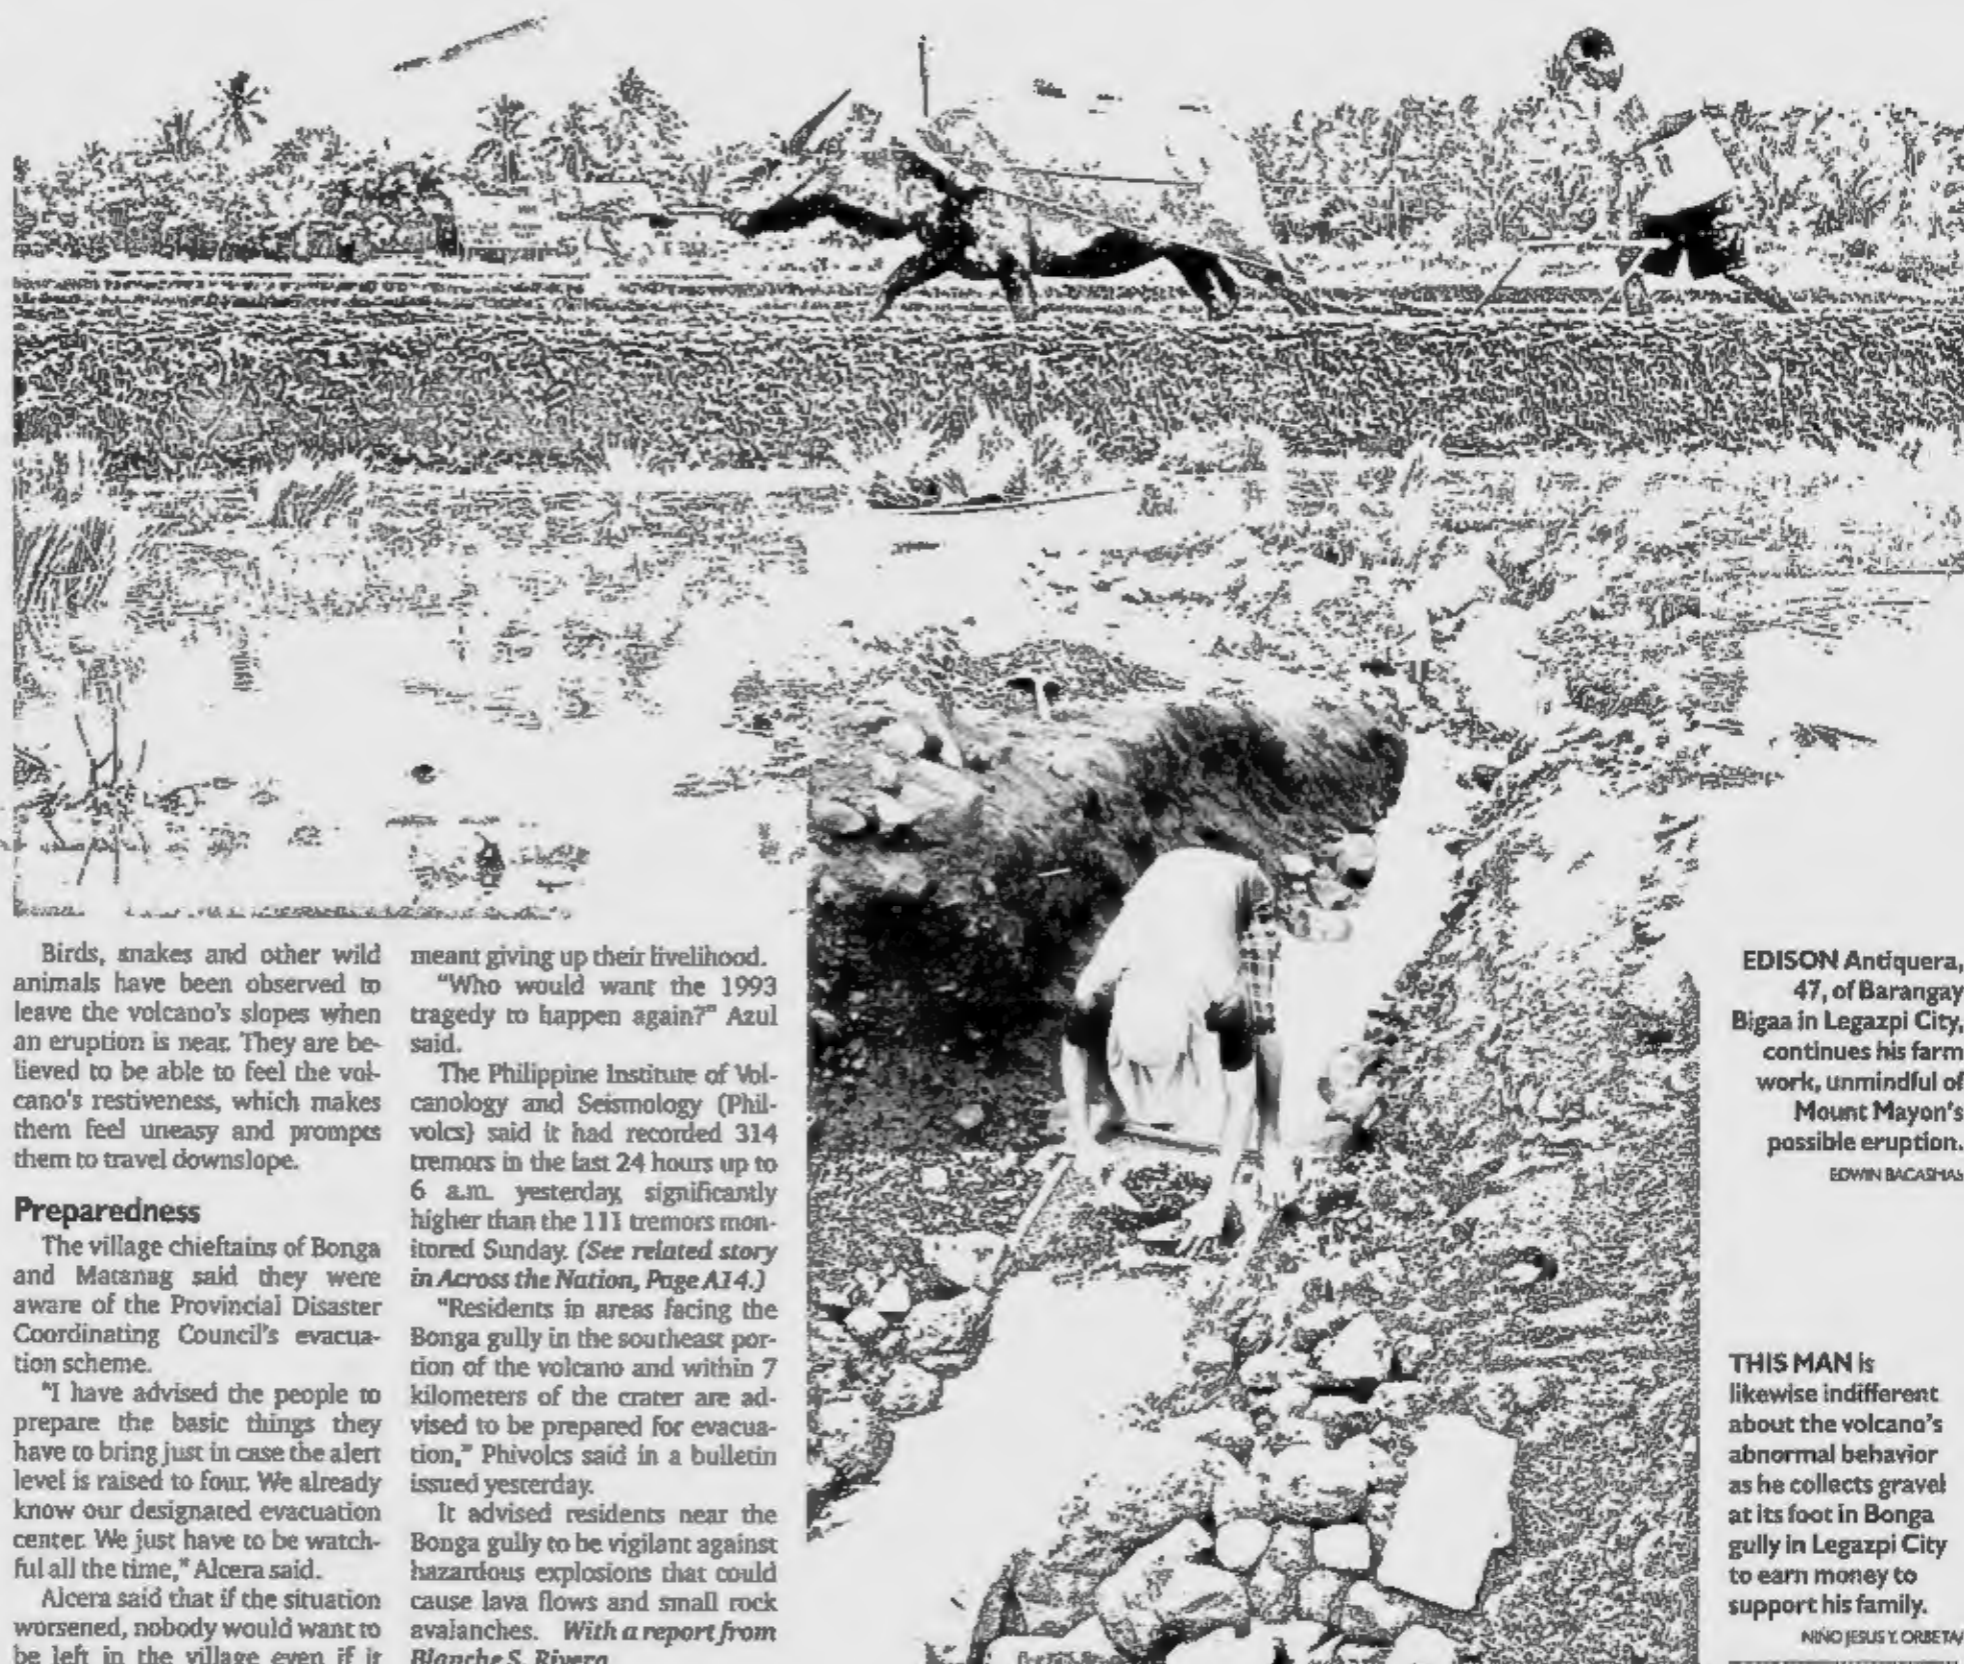 Birds, snakes and other wild
animals have been observed to
leave the volcano's slopes when
an eruption is near. They are be-
lieved to be able to feel the vol-
cano's restiveness, which makes
them feel uneasy and prompts
them to travel downslope.
Preparedness
The village chieftains of Bonga
and Matanag said they were
aware of the Provincial Disaster
Coordinating Council's evacua-
tion scheme.
"I have advised the people to
prepare the basic things they
have to bring just in case the alert
level is raised to four. We already
know our designated evacuation
center. We just have to be watch-
ful all the time," Alcera said.
Alcera said that if the situation
worsened, nobody would want to
be left in the village even if it
meant giving up their livelihood.
"Who would want the 1993
tragedy to happen again?" Azul
said.
The Philippine Institute of Vol-
canology and Seismology (Phil-
volcs) said it had recorded 314
tremors in the last 24 hours up to
6 a.m. yesterday, significantly
higher than the 111 tremors mon-
itored Sunday. (See related story
in Across the Nation, Page A14.)
"Residents in areas facing the
Bonga gully in the southeast por-
tion of the volcano and within 7
kilometers of the crater are ad-
vised to be prepared for evacua-
tion," Phivolcs said in a bulletin
issued yesterday.
It advised residents near the
Bonga gully to be vigilant against
hazardous explosions that could
cause lava flows and small rock
avalanches. With a report from
Blanche S. Rivera
EDISON Antiquera,
47, of Barangay
Bigaa in Legazpi City,
continues his farm
work, unmindful of
Mount Mayon's
possible eruption.
EDWIN BACASMAS
THIS MAN is
likewise indifferent
about the volcano's
abnormal behavior
as he collects gravel
at its foot in Bonga
gully in Legazpi City
to earn money to
support his family.
NIÑO JESUS Y. ORBETA/